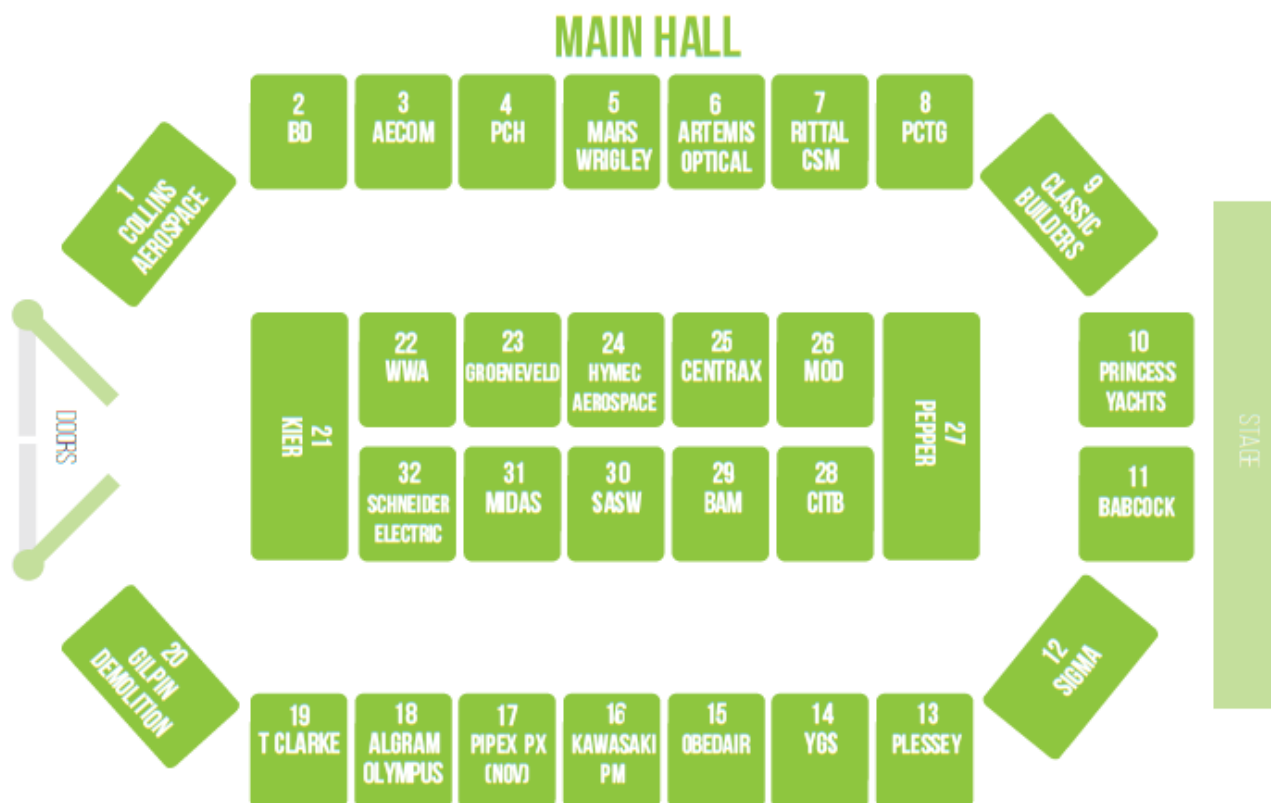 MAIN HALL
2
BD
3
AECOM
4
PCH
5
MARS
WRIGLEY
6
ARTEMIS
OPTICAL
7
RITTAL
CSM
8
PCTG
1
COLLINS
AEROSPACE
9
CLASSIC
BUILDERS
DOORS
21
KIER
22
WWA
23
GROENEVELD
24
HYMEC
AEROSPACE
25
CENTRAX
26
MOD
27
PEPPER
10
PRINCESS
YACHTS
STAGE
32
SCHNEIDER
ELECTRIC
31
MIDAS
30
SASW
29
BAM
28
CITB
11
BABCOCK
20
GILPIN
DEMOLITION
12
SIGMA
19
T CLARKE
18
ALGRAM
OLYMPUS
17
PIPEX PX
(NOV)
16
KAWASAKI
PM
15
OBEDAIR
14
YGS
13
PLESSEY